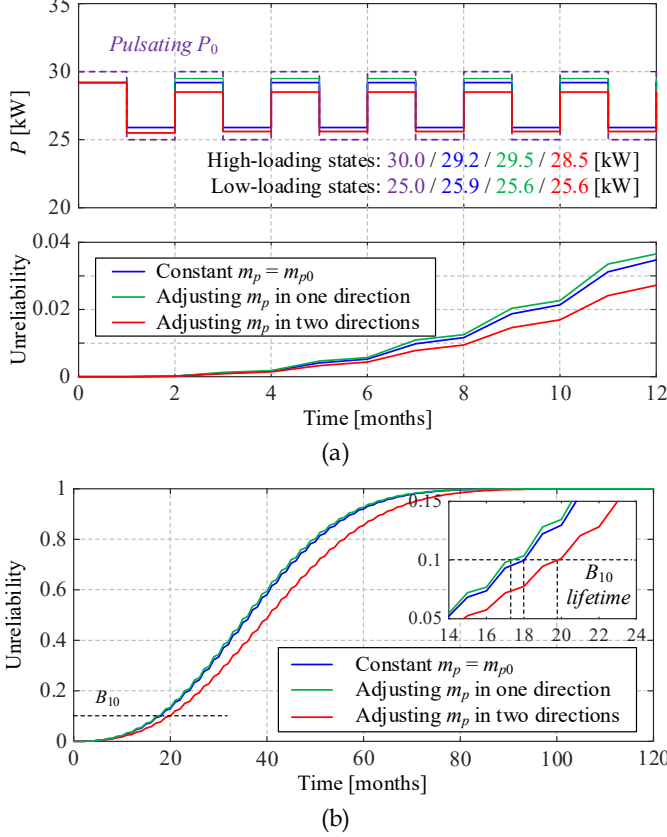 (a)
35
30
25
20
P [kW]
Pulsating P0
High-loading states: 30.0 / 29.2 / 29.5 / 28.5 [kW]
Low-loading states: 25.0 / 25.9 / 25.6 / 25.6 [kW]
0.04
0.02
0
Unreliability
Constant mp = mp0
Adjusting mp in one direction
Adjusting mp in two directions
0 2 4 6 8 10 12
Time [months]
(a)
1
0.8
0.6
0.4
0.2
0
Unreliability
B10
0.15
0.1
0.05
B10
lifetime
14 16 18 20 22 24
Constant mp = mp0
Adjusting mp in one direction
Adjusting mp in two directions
0 20 40 60 80 100 120
Time [months]
(b)